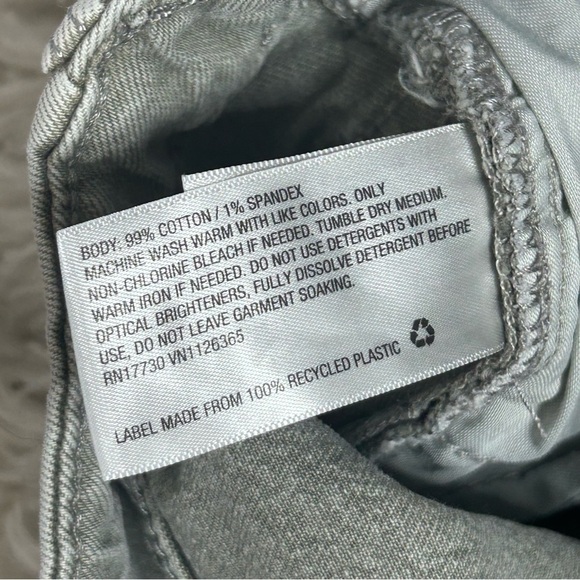 BODY: 99% COTTON / 1% SPANDEX
MACHINE WASH WARM WITH LIKE COLORS. ONLY
NON-CHLORINE BLEACH IF NEEDED. TUMBLE DRY MEDIUM.
WARM IRON IF NEEDED. DO NOT USE DETERGENTS WITH
OPTICAL BRIGHTENERS, FULLY DISSOLVE DETERGENT BEFORE
USE, DO NOT LEAVE GARMENT SOAKING.
RN17730 VN1126365
LABEL MADE FROM 100% RECYCLED PLASTIC